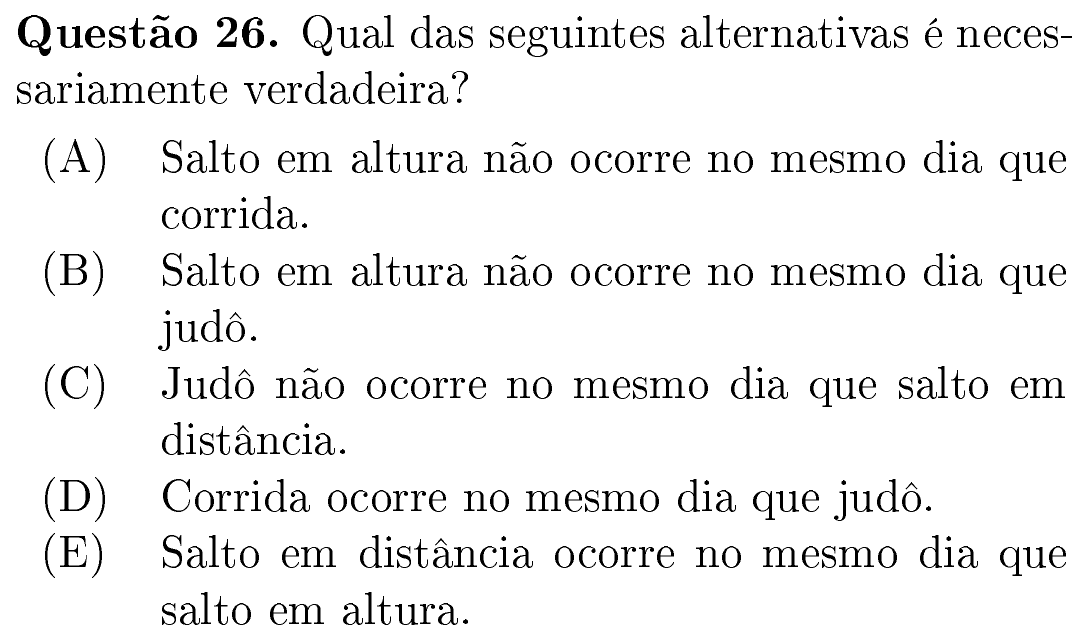 Questão 26. Qual das seguintes alternativas é neces-
sariamente verdadeira?
(A) Salto em altura não ocorre no mesmo dia que
corrida.
(B) Salto em altura não ocorre no mesmo dia que
judô.
(C) Judô não ocorre no mesmo dia que salto em
distância.
(D) Corrida ocorre no mesmo dia que judô.
(E) Salto em distância ocorre no mesmo dia que
salto em altura.